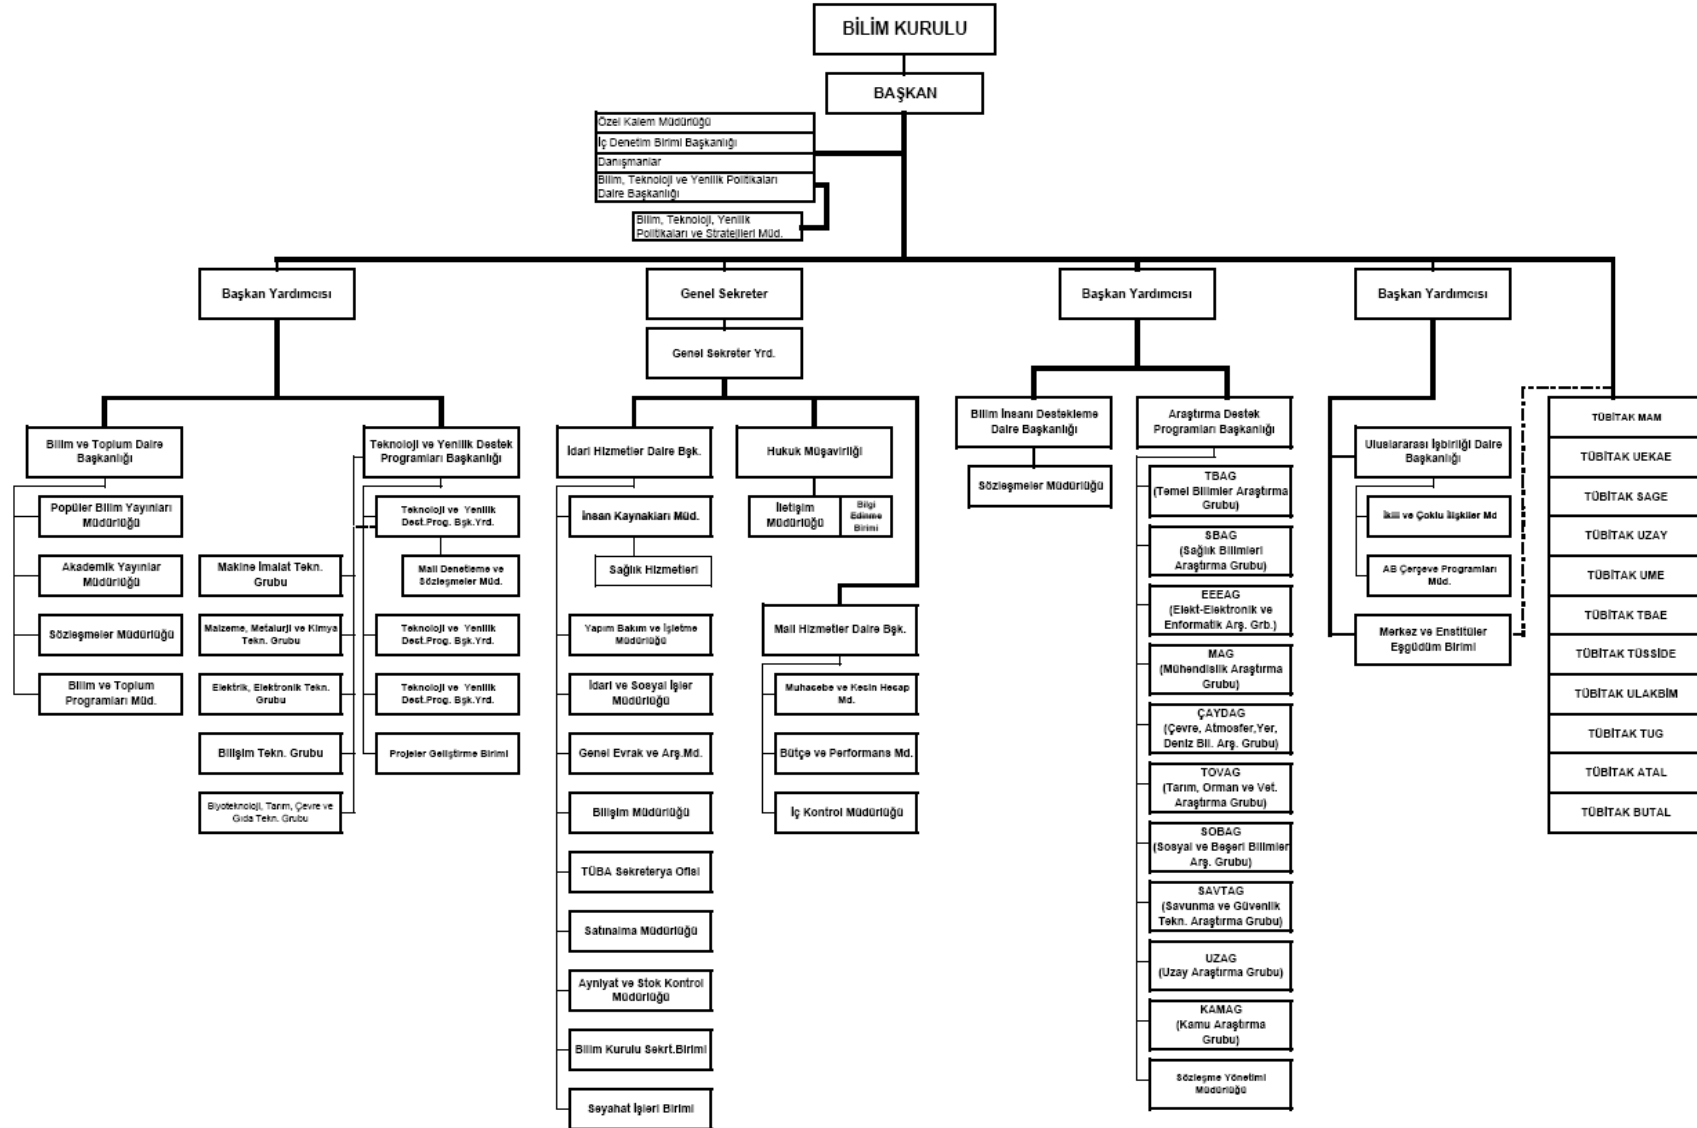 BİLİM KURULU
BAŞKAN
Özel Kalem Müdürlüğü
İç Denetim Birimi Başkanlığı
Danışmanlar
Bilim, Teknoloji ve Yenilik Politikaları
Daire Başkanlığı
Bilim, Teknoloji, Yenilik
Politikaları ve Stratejileri Müd.
Başkan Yardımcısı
Genel Sekreter
Başkan Yardımcısı
Başkan Yardımcısı
Genel Sekreter Yrd.
Bilim ve Toplum Daire
Başkanlığı
Popüler Bilim Yayınları
Müdürlüğü
Akademik Yayınlar
Müdürlüğü
Sözleşmeler Müdürlüğü
Bilim ve Toplum
Programları Müd.
Teknoloji ve Yenilik Destek
Programları Başkanlığı
Makine İmalat Tekn.
Grubu
Malzeme, Metalurji ve Kimya
Tekn. Grubu
Elektrik, Elektronik Tekn.
Grubu
Bilişim Tekn. Grubu
Biyoteknoloji, Tarım, Çevre ve
Gıda Tekn. Grubu
Teknoloji ve Yenilik
Dest.Prog. Bşk.Yrd.
Mali Denetleme ve
Sözleşmeler Müd.
Teknoloji ve Yenilik
Dest.Prog. Bşk.Yrd.
Teknoloji ve Yenilik
Dest.Prog. Bşk.Yrd.
Projeler Geliştirme Birimi
İdari Hizmetler Daire Bşk.
İnsan Kaynakları Müd.
Sağlık Hizmetleri
Yapım Bakım ve İşletme
Müdürlüğü
İdari ve Sosyal İşler
Müdürlüğü
Genel Evrak ve Arş.Md.
Bilişim Müdürlüğü
TÜBA Sekreterya Ofisi
Satınalma Müdürlüğü
Ayniyat ve Stok Kontrol
Müdürlüğü
Bilim Kurulu Sekrt.Birimi
Seyahat İşleri Birimi
Hukuk Müşavirliği
İletişim
Müdürlüğü
Bilgi
Edinme
Birimi
Mali Hizmetler Daire Bşk.
Muhasebe ve Kesin Hesap
Md.
Bütçe ve Performans Md.
İç Kontrol Müdürlüğü
Bilim İnsanı Destekleme
Daire Başkanlığı
Sözleşmeler Müdürlüğü
Araştırma Destek
Programları Başkanlığı
TBAG
(Temel Bilimler Araştırma
Grubu)
SBAG
(Sağlık Bilimleri
Araştırma Grubu)
EEEAG
(Elekt-Elektronik ve
Enformatik Arş. Grb.)
MAG
(Mühendislik Araştırma
Grubu)
ÇAYDAG
(Çevre, Atmosfer,Yer,
Deniz Bil. Arş. Grubu)
TOVAG
(Tarım, Orman ve Vet.
Araştırma Grubu)
SOBAG
(Sosyal ve Beşeri Bilimler
Arş. Grubu)
SAVTAG
(Savunma ve Güvenlik
Tekn. Araştırma Grubu)
UZAG
(Uzay Araştırma Grubu)
KAMAG
(Kamu Araştırma
Grubu)
Sözleşme Yönetimi
Müdürlüğü
Uluslararası İşbirliği Daire
Başkanlığı
İkili ve Çoklu İlişkiler Md
AB Çerçeve Programları
Müd.
Merkez ve Enstitüler
Eşgüdüm Birimi
TÜBİTAK MAM
TÜBİTAK UEKAE
TÜBİTAK SAGE
TÜBİTAK UZAY
TÜBİTAK UME
TÜBİTAK TBAE
TÜBİTAK TÜSSİDE
TÜBİTAK ULAKBİM
TÜBİTAK TUG
TÜBİTAK ATAL
TÜBİTAK BUTAL